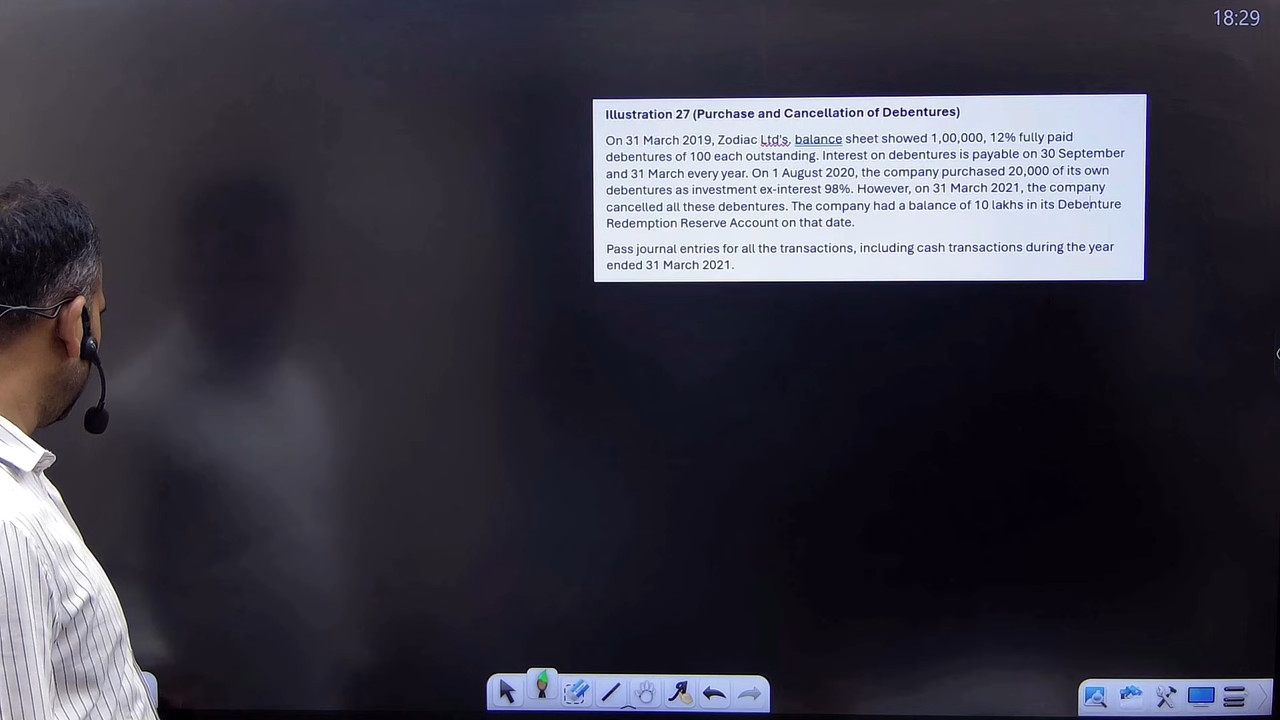 18:29
Illustration 27 (Purchase and Cancellation of Debentures)
On 31 March 2019, Zodiac Ltd's, balance sheet showed 1,00,000, 12% fully paid
debentures of 100 each outstanding. Interest on debentures is payable on 30 September
and 31 March every year. On 1 August 2020, the company purchased 20,000 of its own
debentures as investment ex-interest 98%. However, on 31 March 2021, the company
cancelled all these debentures. The company had a balance of 10 lakhs in its Debenture
Redemption Reserve Account on that date.
Pass journal entries for all the transactions, including cash transactions during the year
ended 31 March 2021.